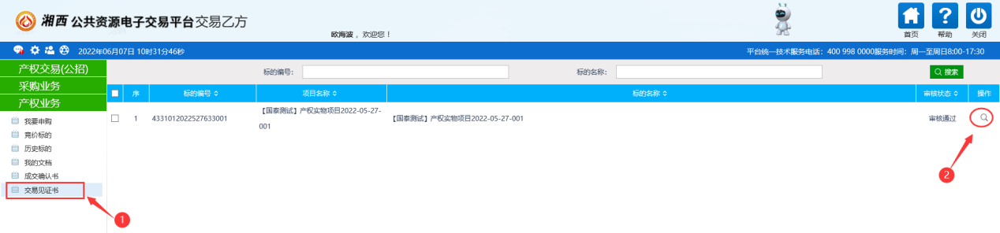 湘西 公共资源电子交易平台交易乙方
欧海波，欢迎您！
首页 帮助 关闭
2022年06月07日 10时31分46秒
平台统一技术服务电话：400 998 0000服务时间：周一至周日8:00-17:30
产权交易(公招)
采购业务
产权业务
我要申购
竞价标的
历史标的
我的文档
成交确认书
交易见证书
1
标的编号：
标的名称：
搜索
序 标的编号 项目名称 标的名称 审核状态 操作
1 4331012022527633001 【国泰测试】产权实物项目2022-05-27-
001
【国泰测试】产权实物项目2022-05-27-001 审核通过
2